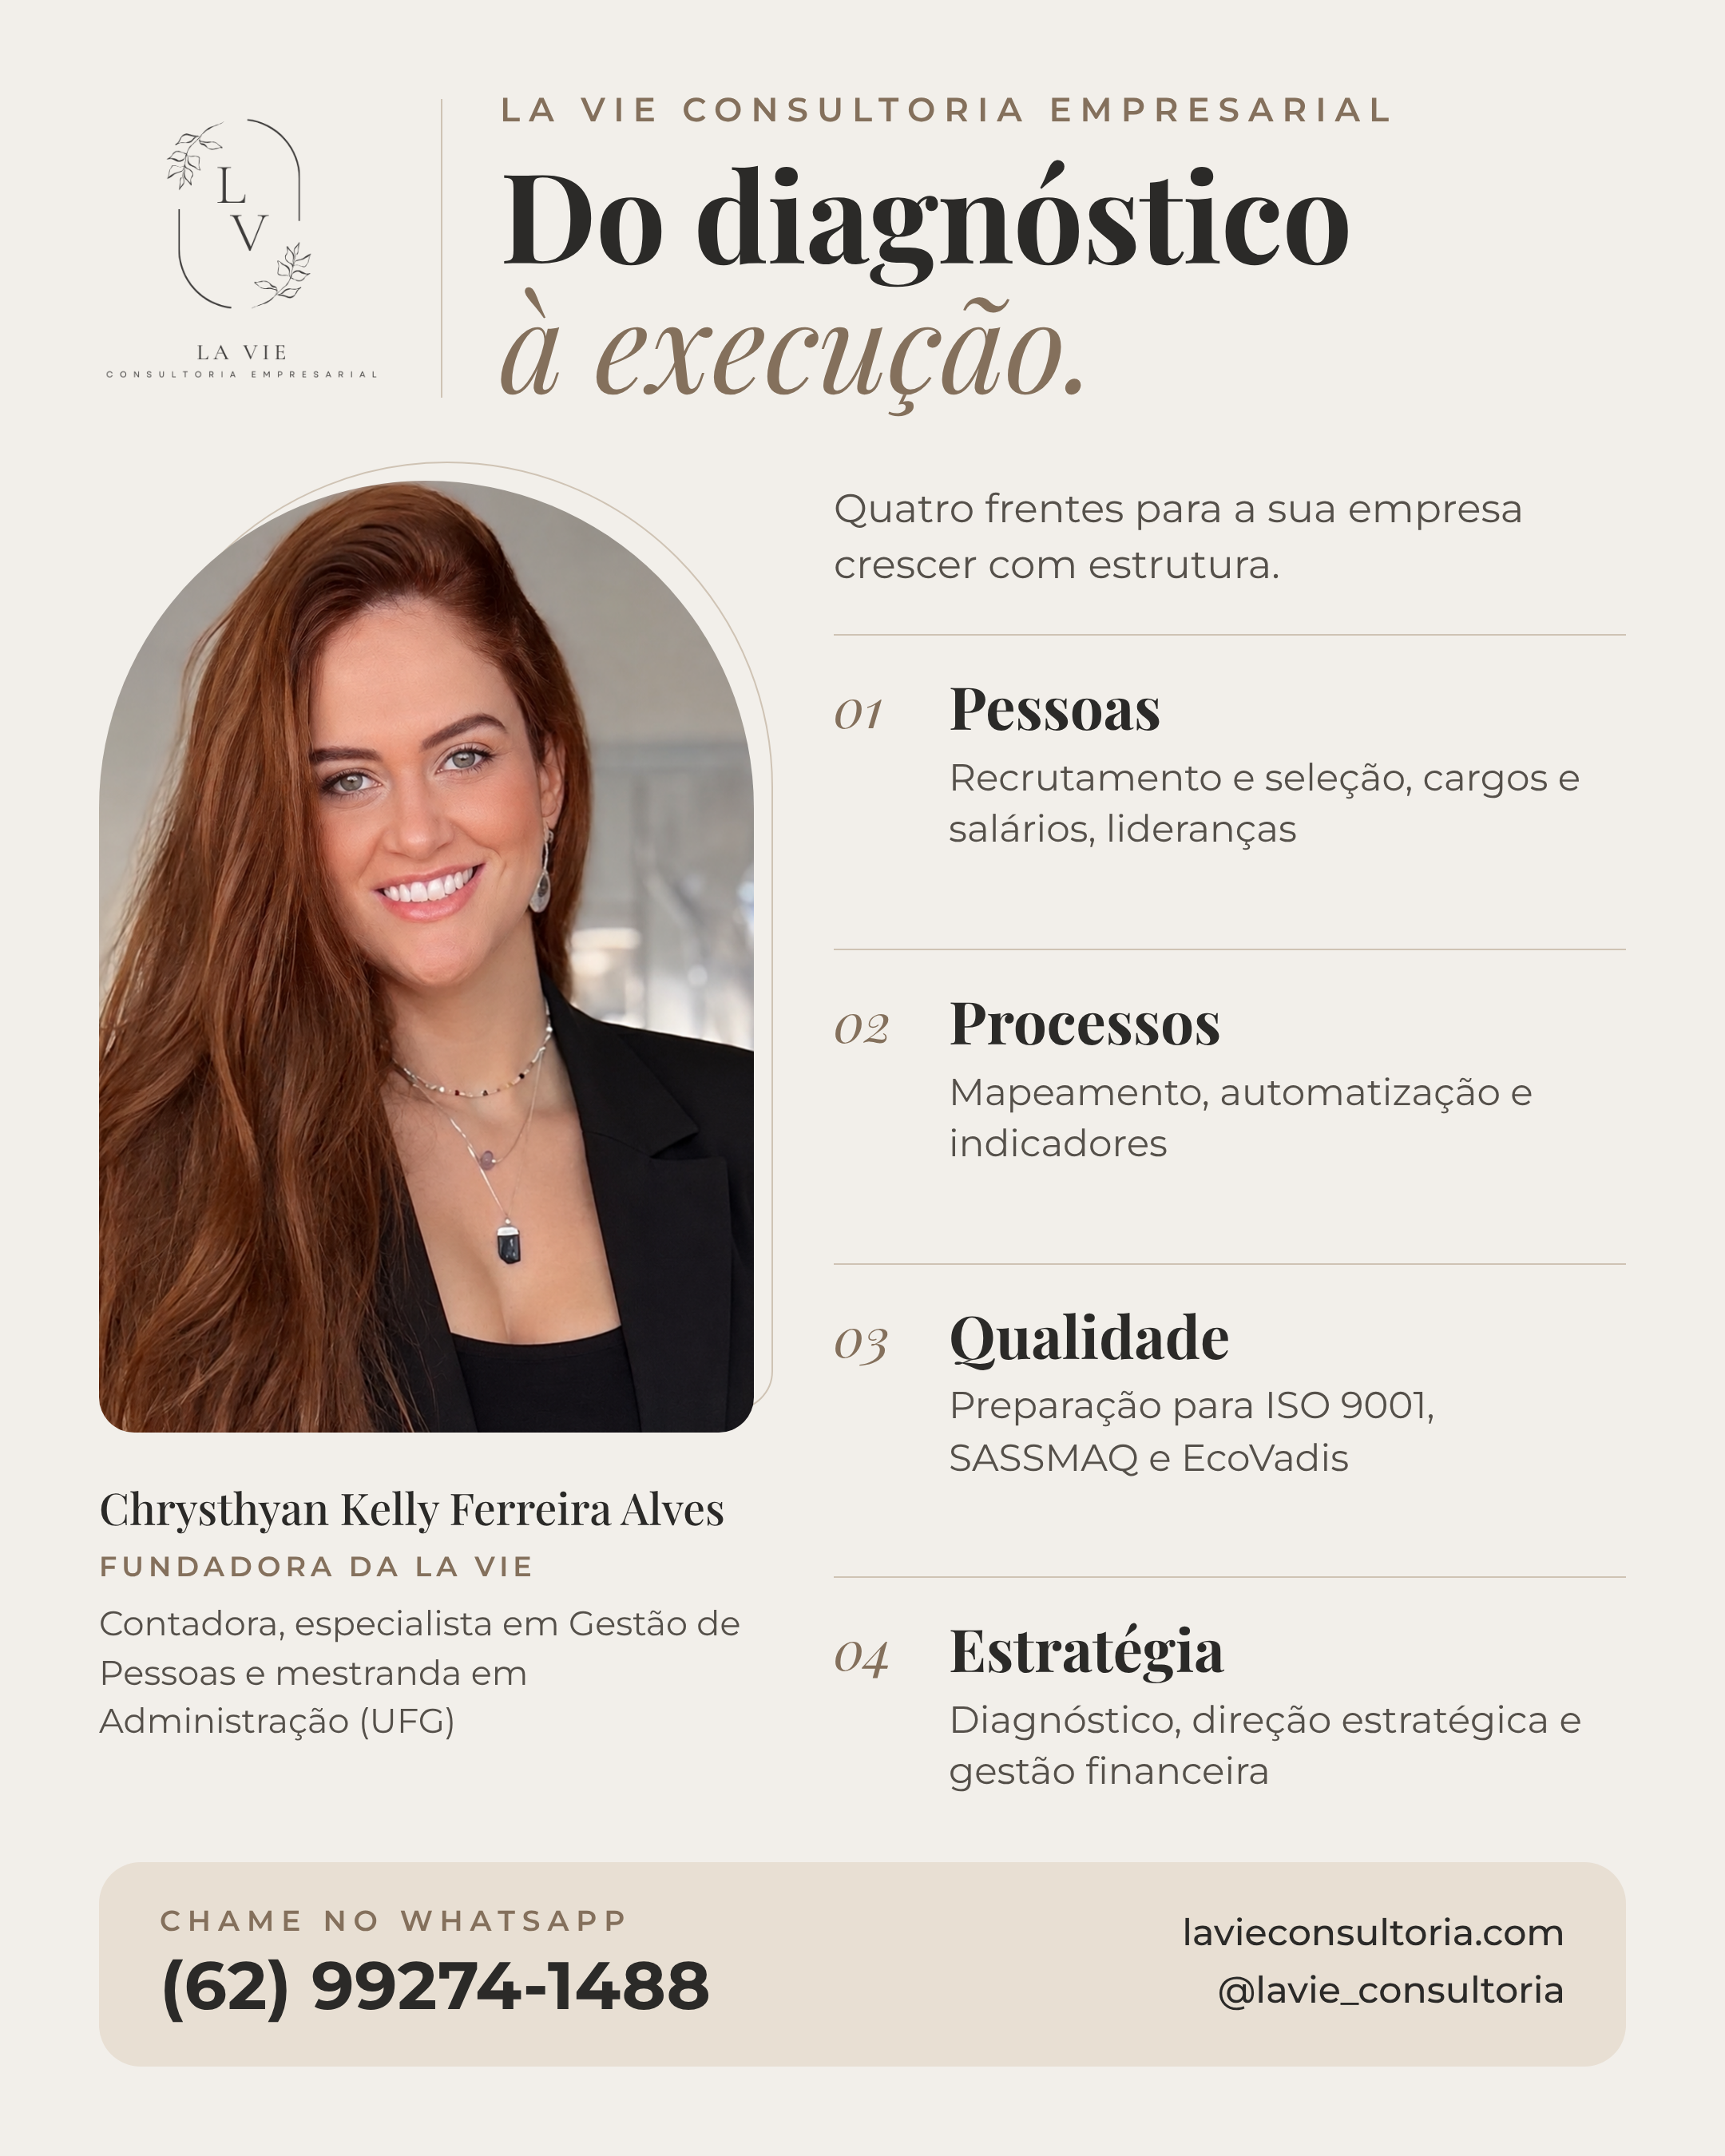 L
V
LA VIE
CONSULTORIA EMPRESARIAL
LA VIE CONSULTORIA EMPRESARIAL
Do diagnóstico
à execução.
Quatro frentes para a sua empresa
crescer com estrutura.
01 Pessoas
Recrutamento e seleção, cargos e
salários, lideranças
02 Processos
Mapeamento, automatização e
indicadores
03 Qualidade
Preparação para ISO 9001,
SASSMAQ e EcoVadis
04 Estratégia
Diagnóstico, direção estratégica e
gestão financeira
Chrysthyan Kelly Ferreira Alves
FUNDADORA DA LA VIE
Contadora, especialista em Gestão de
Pessoas e mestranda em
Administração (UFG)
CHAME NO WHATSAPP
(62) 99274-1488
lavieconsultoria.com
@lavie_consultoria